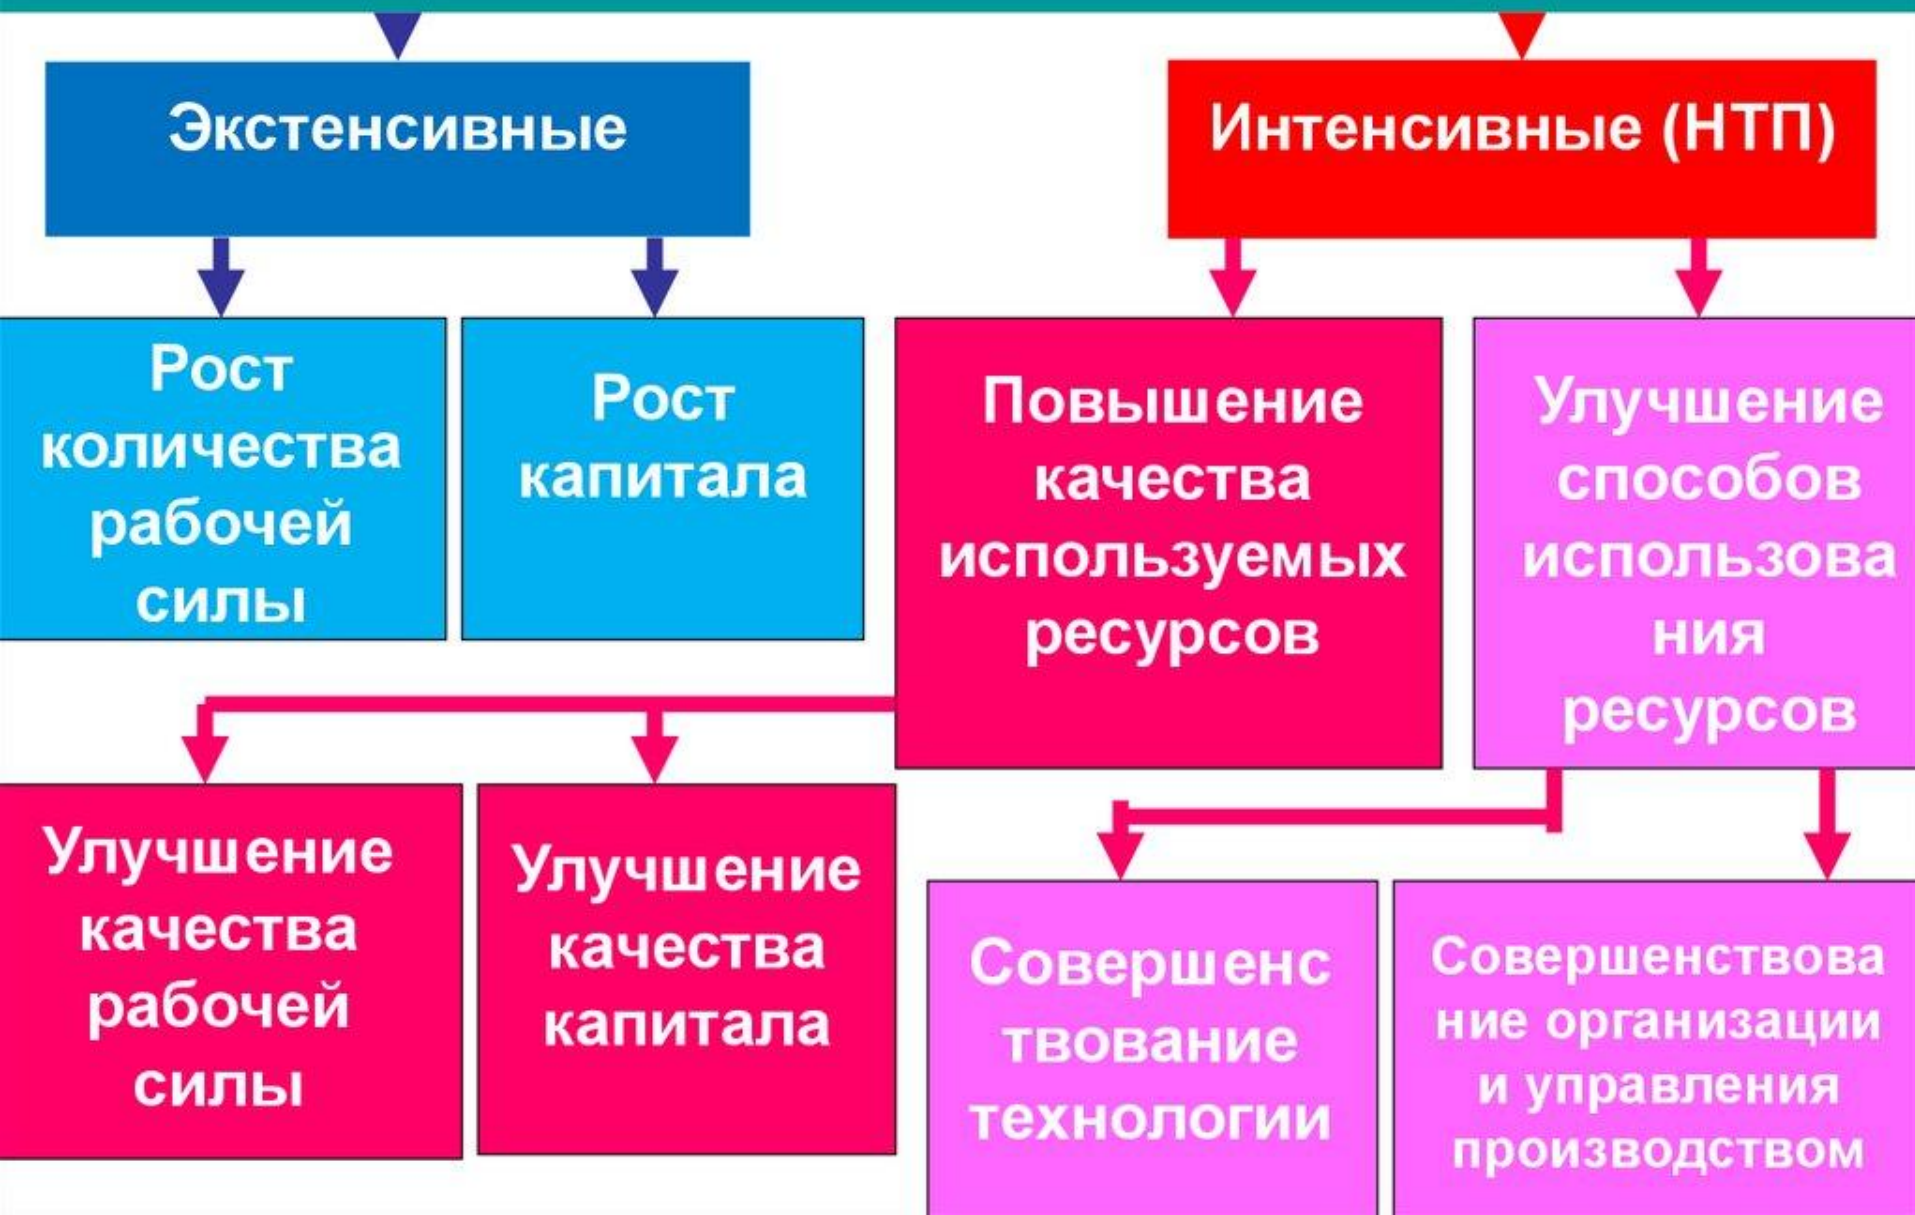 Экстенсивные
Интенсивные (НТП)
Рост
количества
рабочей
силы
Рост
капитала
Повышение
качества
используемых
ресурсов
Улучшение
способов
использова
ния
ресурсов
Улучшение
качества
рабочей
силы
Улучшение
качества
капитала
Совершенс
твование
технологии
Совершенствова
ние организации
и управления
производством